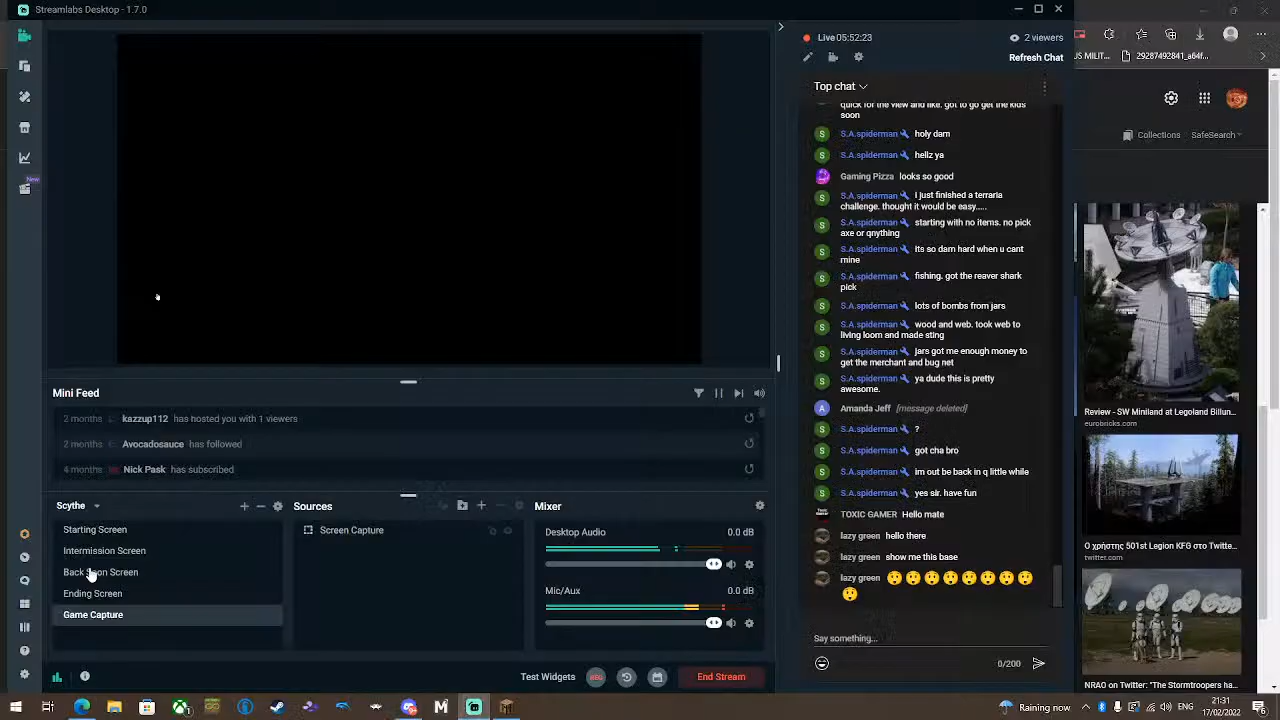 Streamlabs Desktop - 1.7.0
Live 05:52:23
2 viewers
Refresh Chat
Top chat
quick for the view and like. got to go get the kids
soon
S.A.spiderman holy dam
S.A.spiderman hellz ya
Gaming Pizza looks so good
S.A.spiderman i just finished a terraria
challenge. thought it would be easy.....
S.A.spiderman starting with no items. no pick
axe or qnything
S.A.spiderman its so darn hard when u cant
mine
S.A.spiderman fishing. got the reaver shark
pick
S.A.spiderman lots of bombs from jars
S.A.spiderman wood and web. took web to
living loom and made sting
S.A.spiderman jars got me enough money to
get the merchant and bug net
S.A.spiderman ya dude this is pretty
awesome.
Amanda Jeff [message deleted]
S.A.spiderman ?
S.A.spiderman got cha bro
S.A.spiderman im out be back in q little while
S.A.spiderman yes sir. have fun
TOXIC GAMER Hello mate
lazy green hello there
lazy green show me this base
lazy green 😲😲😲😲😲😲😲
😲
Say something...
0/200
New
Mini Feed
2 months kazzup112 has hosted you with 1 viewers
2 months Avocadosauce has followed
4 months Nick Pask has subscribed
Scythe
Starting Screen
Intermission Screen
Back Soon Screen
Ending Screen
Game Capture
Sources
Screen Capture
Mixer
Desktop Audio 0.0 dB
Mic/Aux 0.0 dB
Test Widgets
REC
End Stream
US MILIT...
29287492841_a64f...
Collections
SafeSearch
Review - SW Miniland at Legoland Billun...
eurobricks.com
Ο χρήστης 501st Legion KFG στο Twitter...
twitter.com
NRAO on Twitter: "The Stormtroopers ha...
Raining now
21:31
17/02/2022